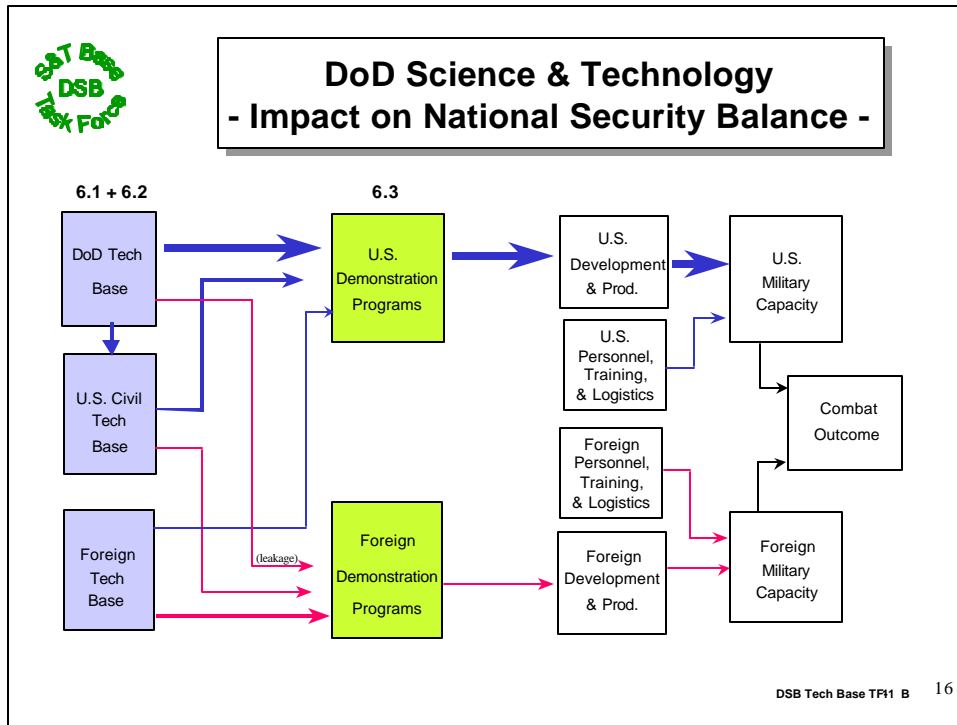 S&T Base
DSB
Task Force
DoD Science & Technology
- Impact on National Security Balance -
6.1 + 6.2
6.3
DoD Tech
Base
U.S.
Demonstration
Programs
U.S.
Development
& Prod.
U.S.
Military
Capacity
U.S. Civil
Tech
Base
U.S.
Personnel,
Training,
& Logistics
Combat
Outcome
Foreign
Personnel,
Training,
& Logistics
Foreign
Tech
Base
(leakage)
Foreign
Demonstration
Programs
Foreign
Development
& Prod.
Foreign
Military
Capacity
DSB Tech Base B
16